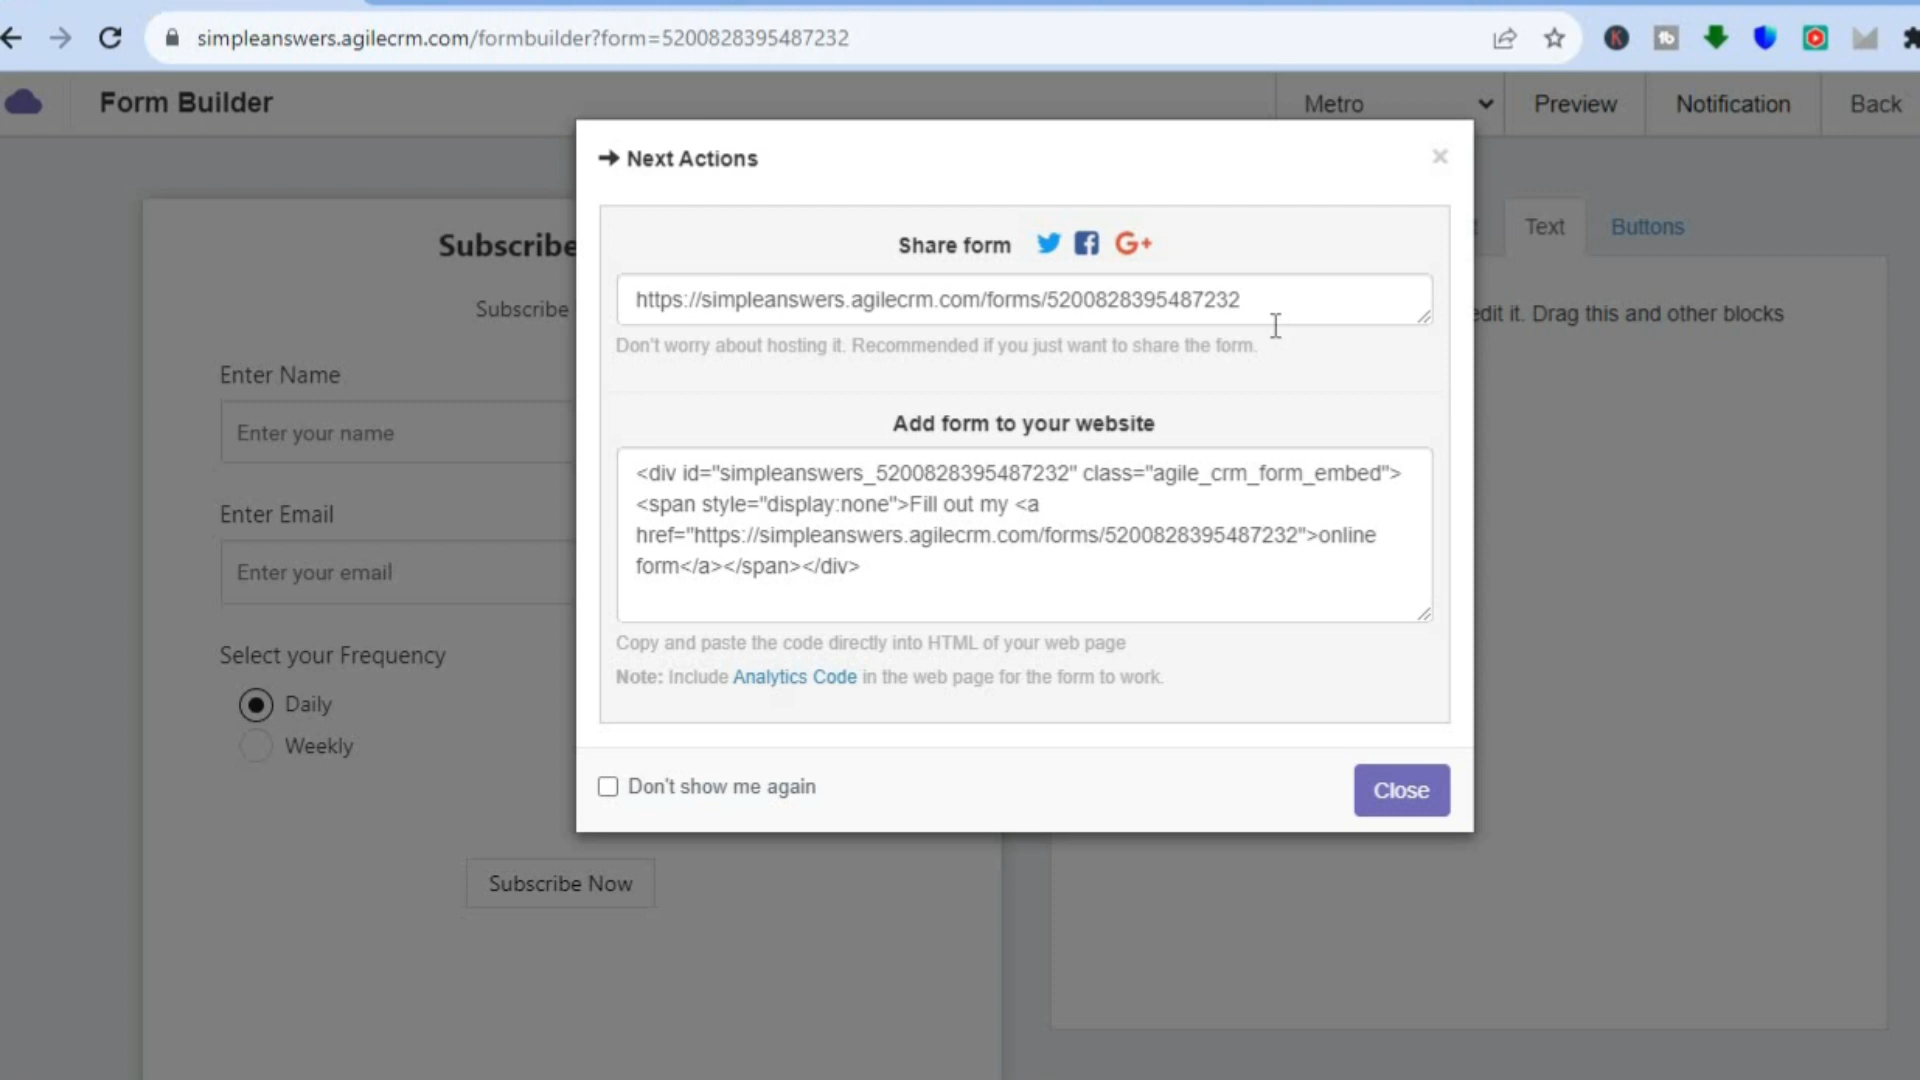 simpleanswers.agilecrm.com/formbuilder?form=5200828395487232
Form Builder
Metro
Preview
Notification
Back
→ Next Actions
×
Share form G+
https://simpleanswers.agilecrm.com/forms/5200828395487232
Don't worry about hosting it. Recommended if you just want to share the form.
Add form to your website
<div id="simpleanswers_5200828395487232" class="agile_crm_form_embed">
<span style="display:none">Fill out my <a
href="https://simpleanswers.agilecrm.com/forms/5200828395487232">online
form</a></span></div>
Copy and paste the code directly into HTML of your web page
Note: Include Analytics Code in the web page for the form to work.
Don't show me again
Close
Subscribe
Subscribe
Enter Name
Enter your name
Enter Email
Enter your email
Select your Frequency
Daily
Weekly
Subscribe Now
Text
Buttons
edit it. Drag this and other blocks